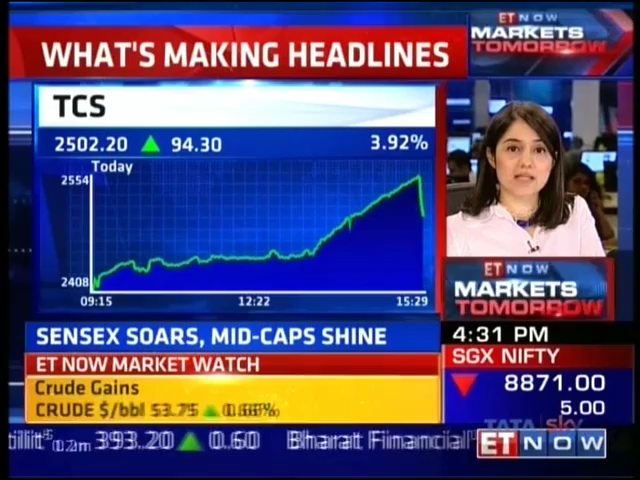 WHAT'S MAKING HEADLINES
ET NOW
MARKETS
TOMORROW
TCS
2502.20 ▲ 94.30 3.92%
Today
2554
2408
09:15 12:22 15:29
ET NOW
MARKETS
TOMORROW
SENSEX SOARS, MID-CAPS SHINE
4:31 PM
ET NOW MARKET WATCH
SGX NIFTY
Crude Gains
▼ 8871.00
CRUDE $/bbl 53.75 ▲
5.00
TATA Sky
393.20 ▲ 0.60 Bharat Financial
ET NOW